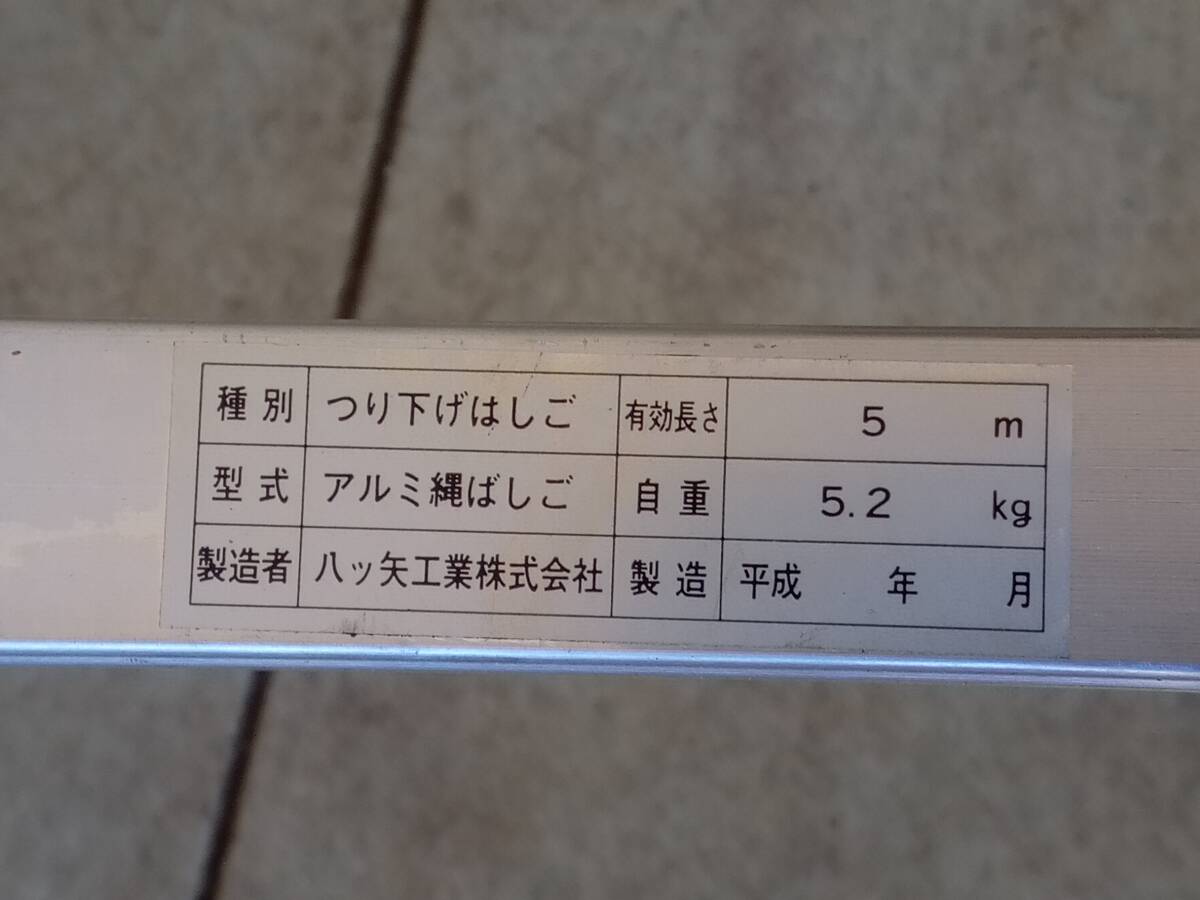 種別 つり下げはしご 有効長さ 5 m
型式 アルミ縄ばしご 自重 5.2 kg
製造者 八ッ矢工業株式会社 製造 平成 年 月